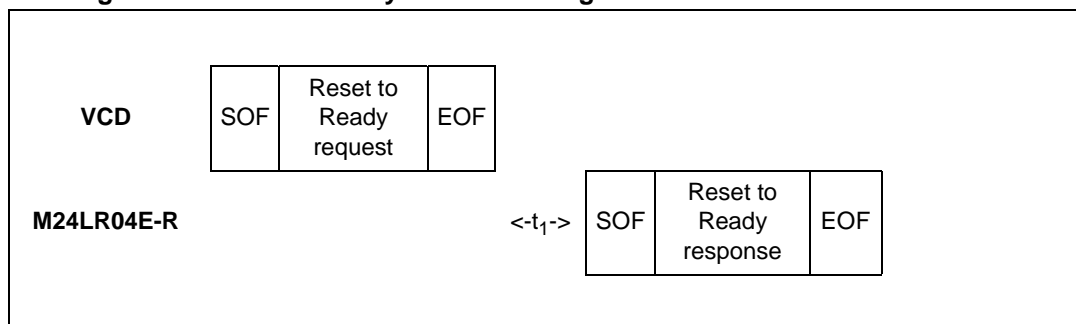 VCD
SOF
Reset to
Ready
request
EOF
M24LR04E-R
<-t1->
SOF
Reset to
Ready
response
EOF